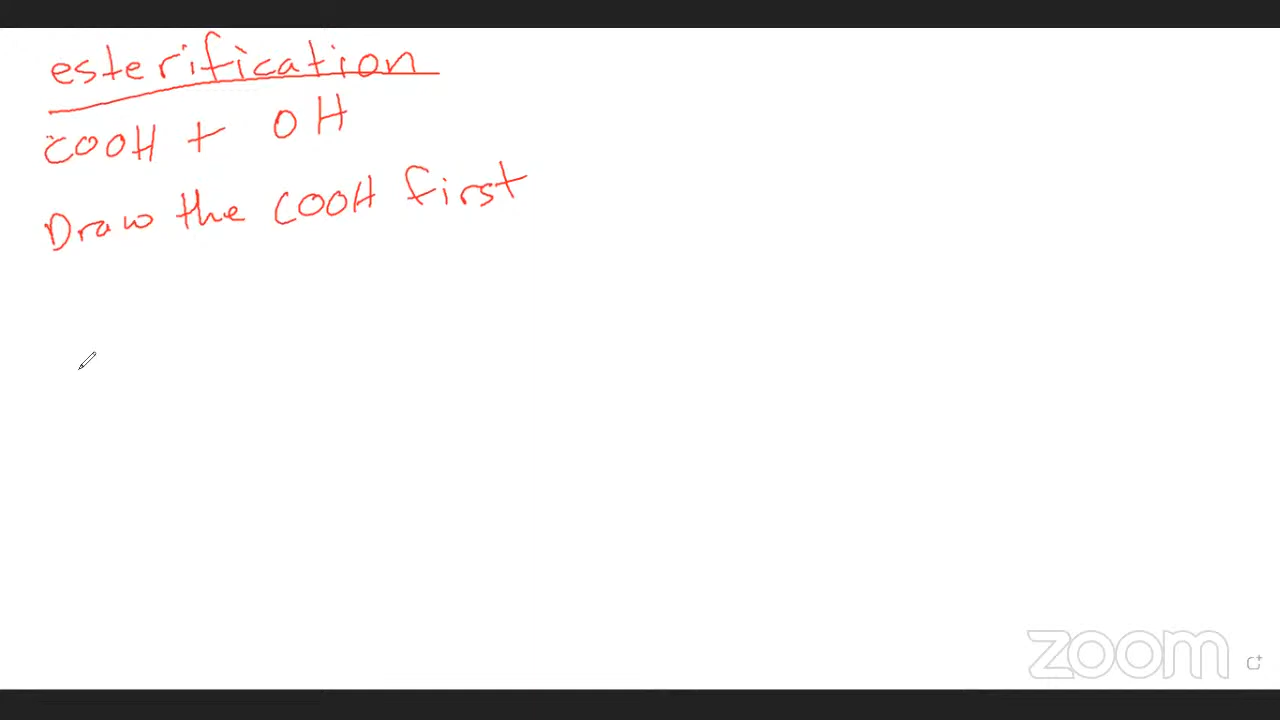 esterification
COOH + OH
Draw the COOH first
zoom